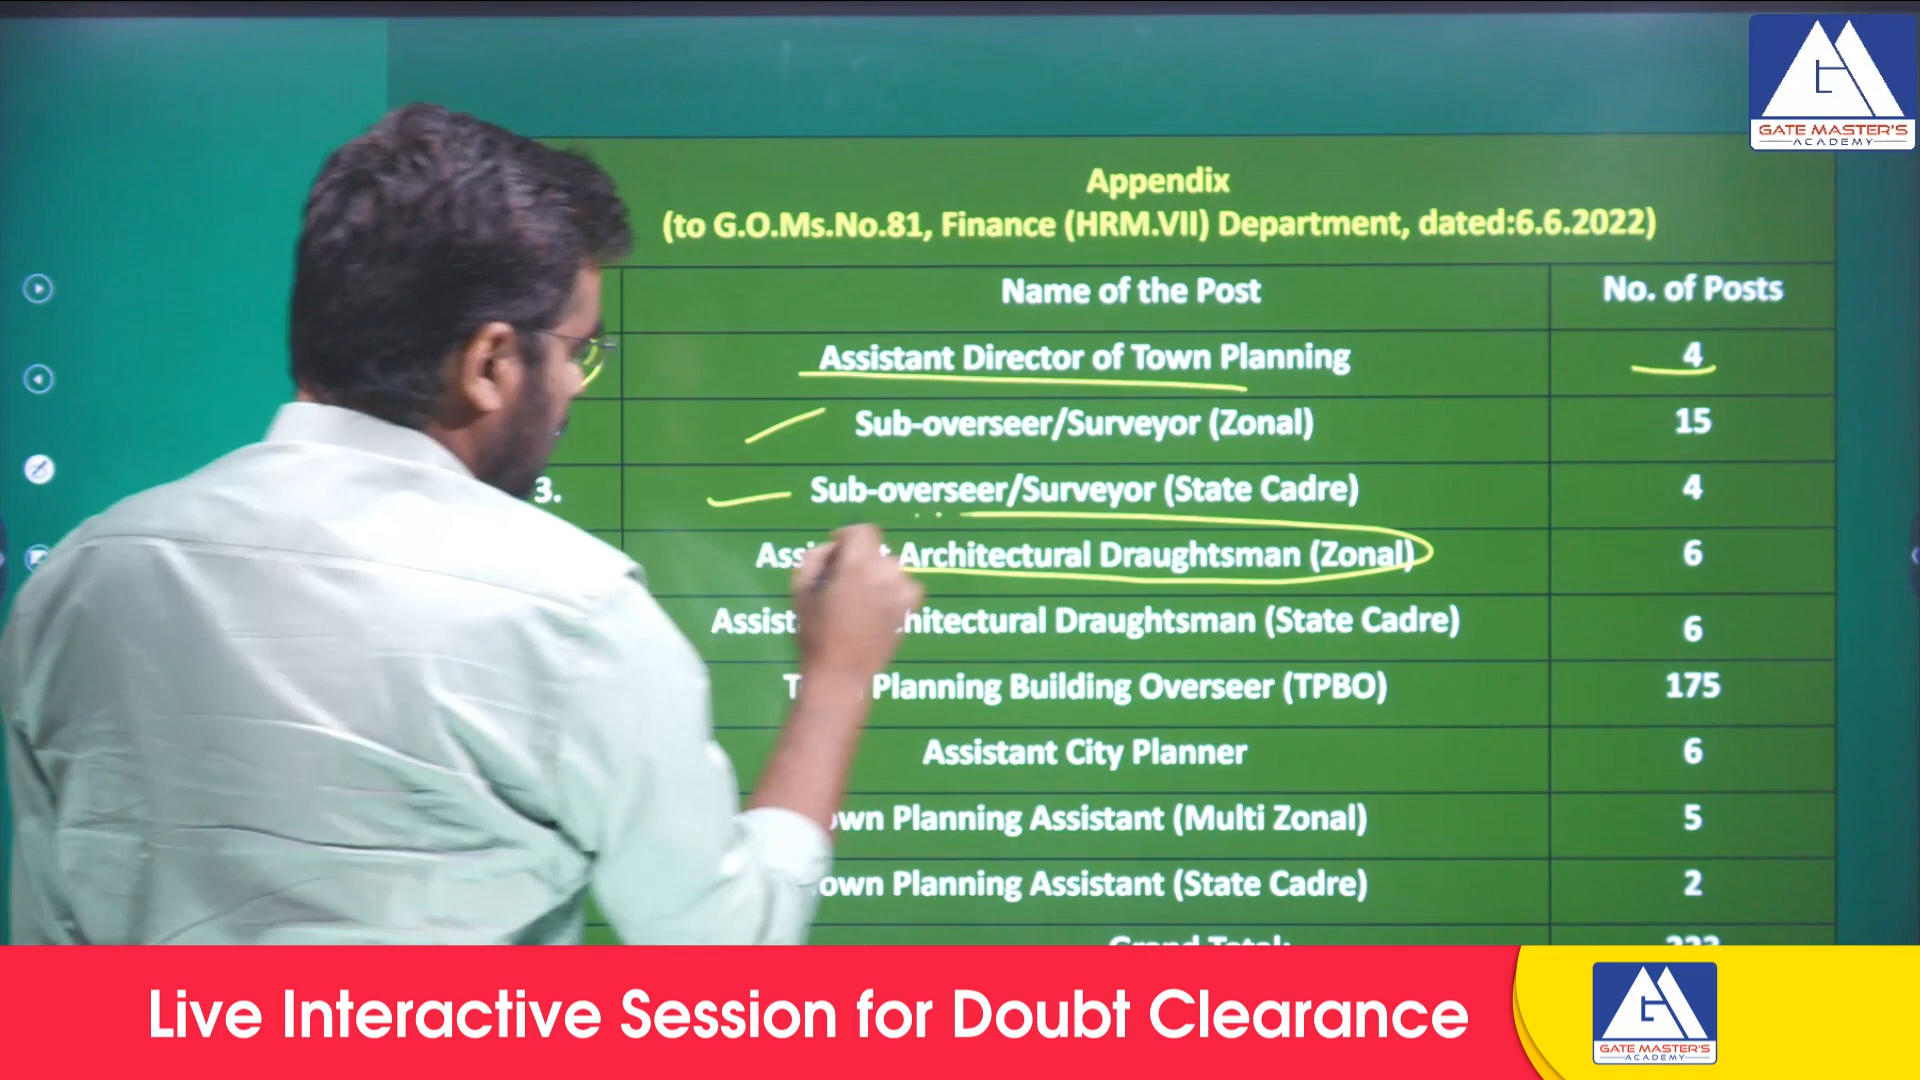 GATE MASTER'S
ACADEMY
Appendix
(to G.O.Ms.No.81, Finance (HRM.VII) Department, dated:6.6.2022)
Name of the Post No. of Posts
Assistant Director of Town Planning 4
Sub-overseer/Surveyor (Zonal) 15
3. Sub-overseer/Surveyor (State Cadre) 4
Architectural Draughtsman (Zonal) 6
Draughtsman (State Cadre) 6
Planning Building Overseer (TPBO) 175
Assistant City Planner 6
Planning Assistant (Multi Zonal) 5
Planning Assistant (State Cadre) 2
Live Interactive Session for Doubt Clearance
GATE MASTER'S
ACADEMY